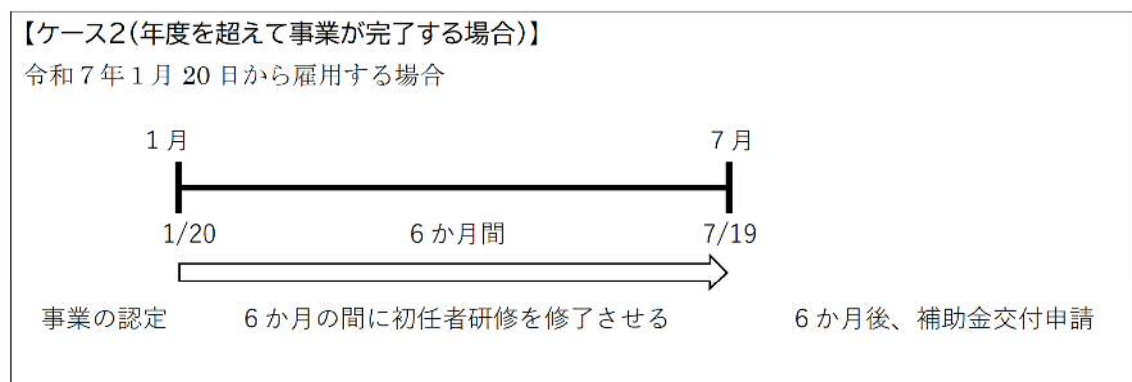 【ケース2(年度を超えて事業が完了する場合)】
令和7年1月 20 日から雇用する場合
1月 7月
1/20 6か月間 7/19
事業の認定 6か月の間に初任者研修を修了させる 6か月後、補助金交付申請